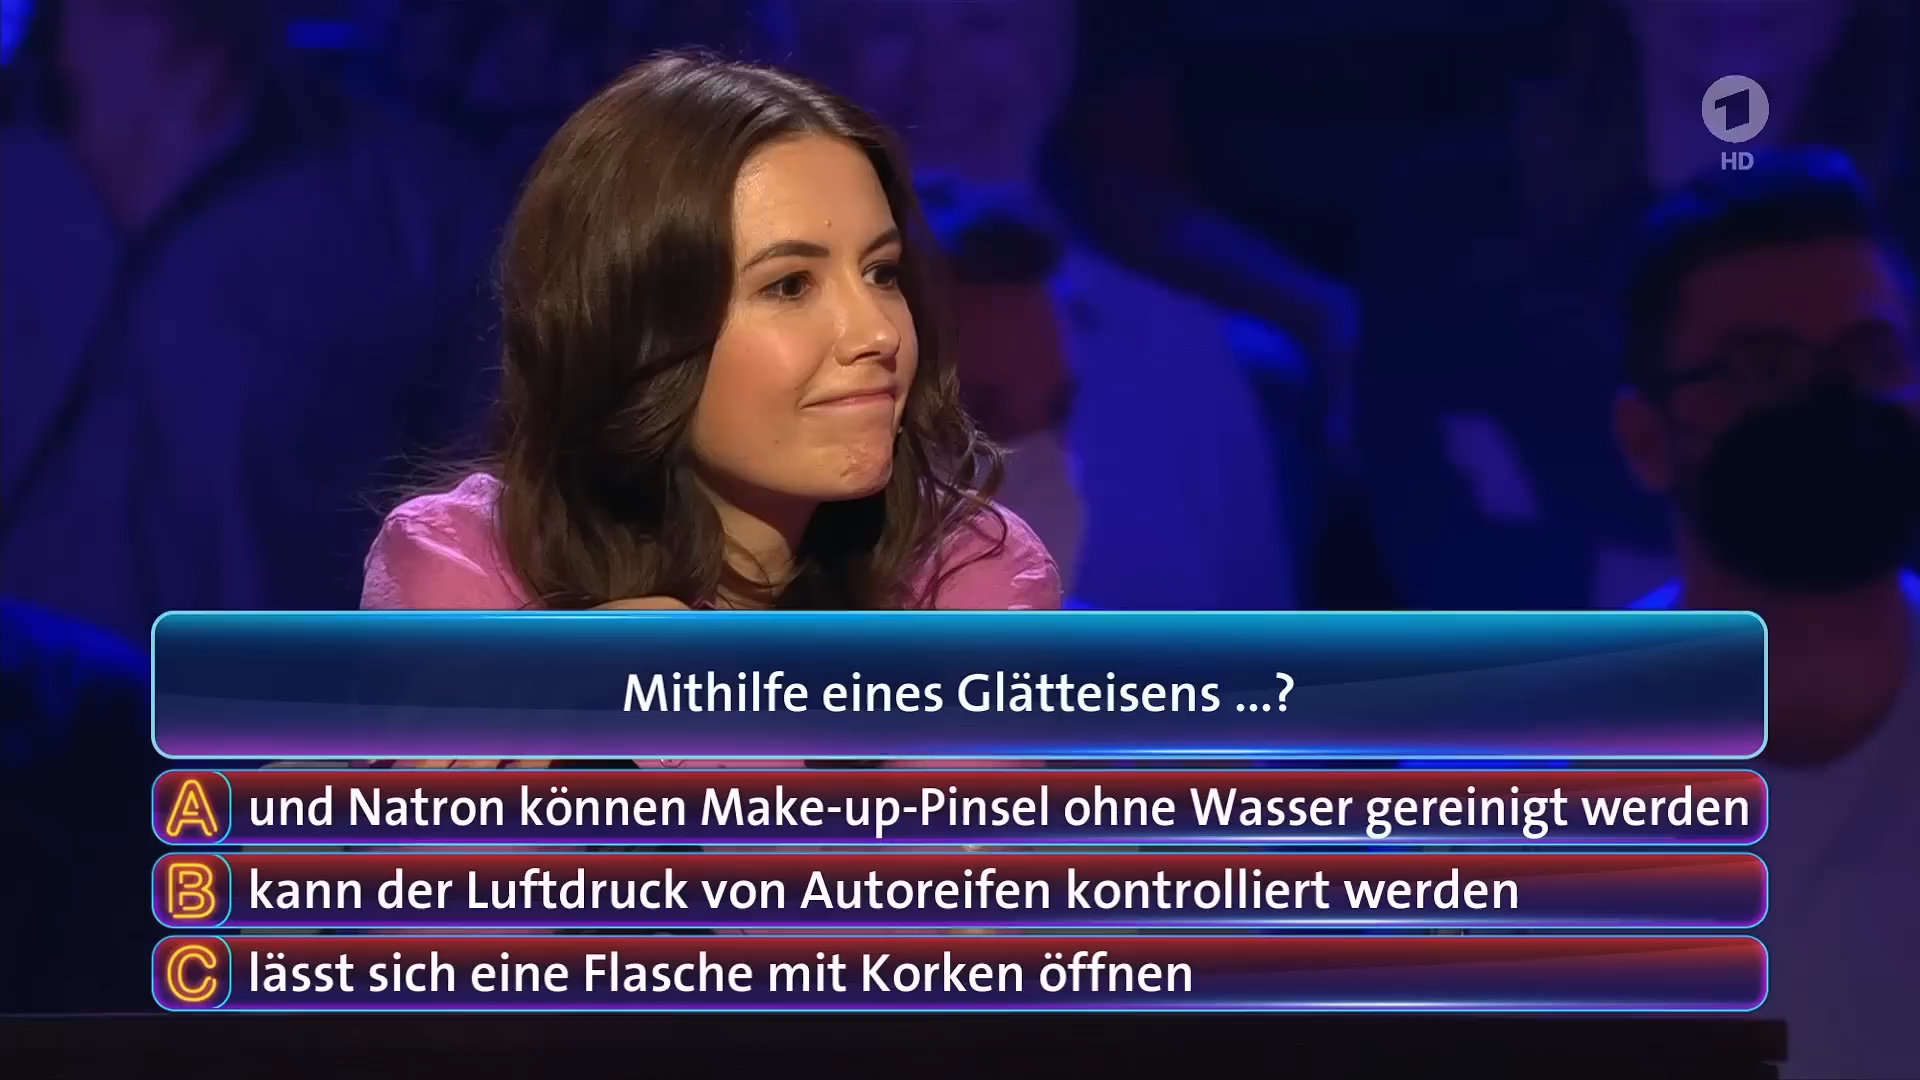 1
HD
Mithilfe eines Glätteisens ...?
A und Natron können Make-up-Pinsel ohne Wasser gereinigt werden
B kann der Luftdruck von Autoreifen kontrolliert werden
C lässt sich eine Flasche mit Korken öffnen